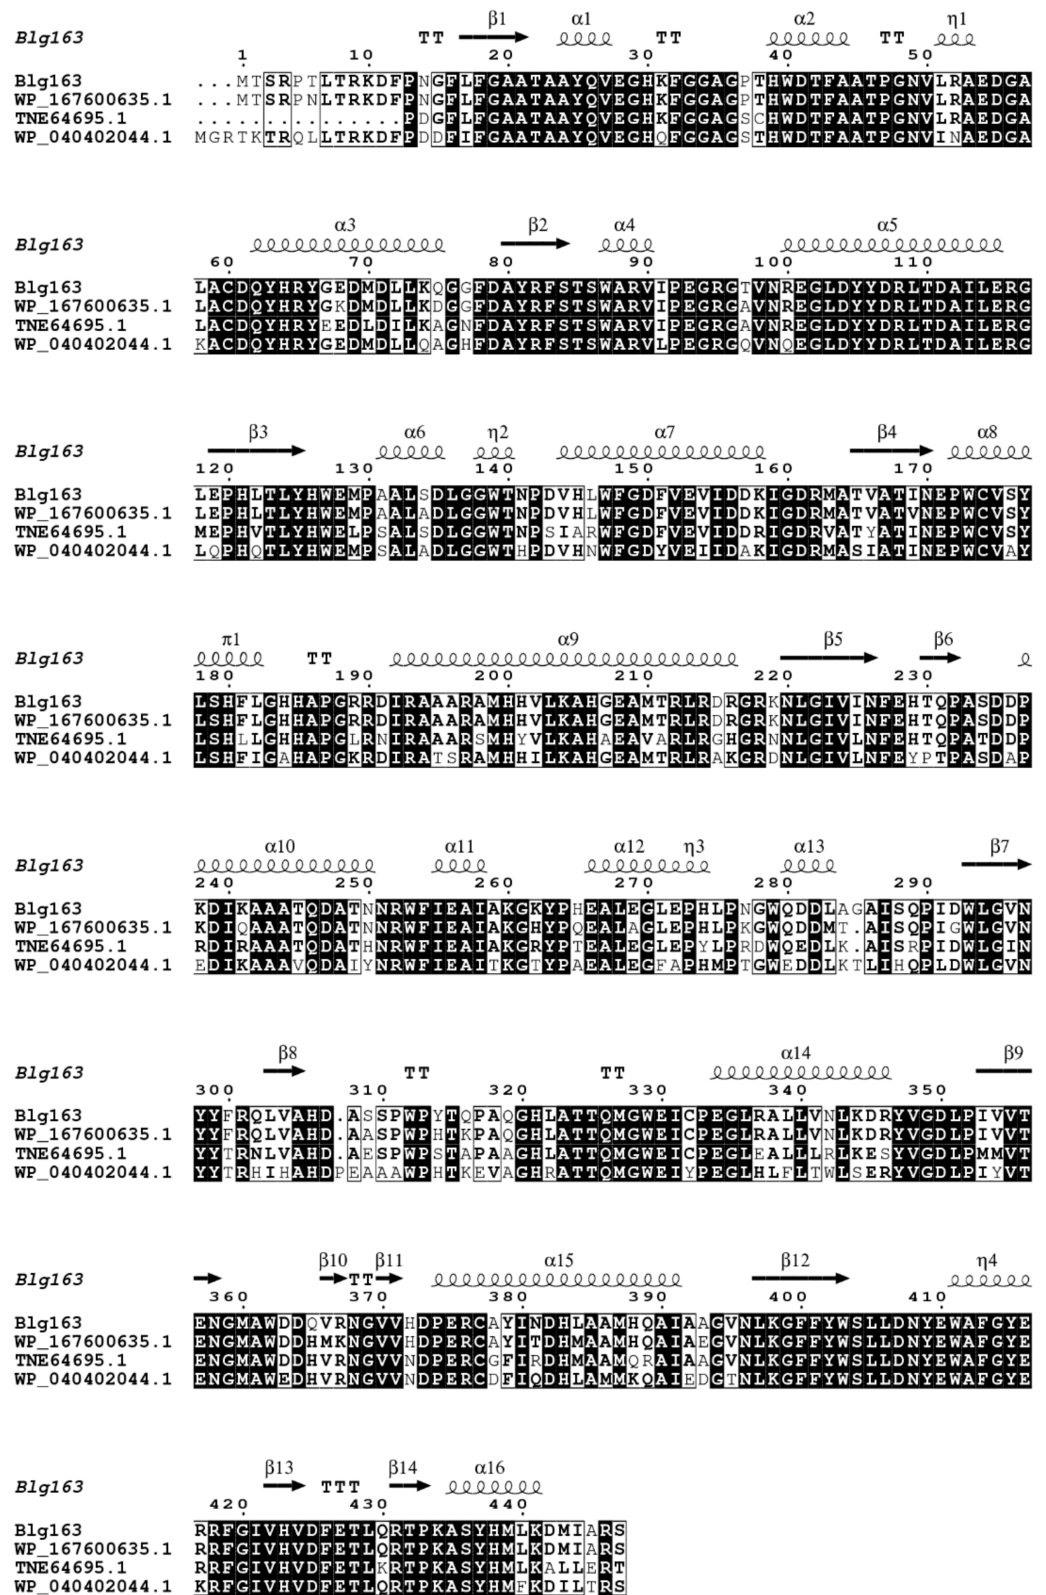 Blg163 TT β1 α1 TT α2 TT η1
1 10 20 30 40 50
Blg163 ...MTSRPTLTRKDFPNGFLFGAATAAYQVEGHKFGGAGPTHWDTFAATPGNVLRAEDGA
WP_167600635.1 ...MTSRPNLTRKDFPNGFLFGAATAAYQVEGHKFGGAGPTHWDTFAATPGNVLRAEDGA
TNE64695.1 ...............PDGFLFGAATAAYQVEGHKFGGAGSCHWDTFAATPGNVLRAEDGA
WP_040402044.1 MGRTKTRQLLTRKDFPDDFIFGAATAAYQVEGHQFGGAGSTHWDTFAATPGNVINAEDGA
Blg163 α3 β2 α4 α5
60 70 80 90 100 110
Blg163 LACDQYHRYGEDMDLLKQGGFDAYRFSTSWARVIPEGRGTVNREGLDYYDRLTDAILERG
WP_167600635.1 LACDQYHRYGKDMDLLKDGGFDAYRFSTSWARVIPEGRGAVNREGLDYYDRLTDAILERG
TNE64695.1 LACDQYHRYEEDLDILKAGNFDAYRFSTSWARVIPEGRGAVNREGLDYYDRLTDAILERG
WP_040402044.1 KACDQYHRYGEDMDLLQAGHFDAYRFSTSWARVLPEGRGQVNQEGLDYYDRLTDAILERG
Blg163 β3 α6 η2 α7 β4 α8
120 130 140 150 160 170
Blg163 LEPHLTLYHWEMPAALSDLGGWTNPDVHLWFGDFVEVIDDKIGDRMATVATINEPWCVSY
WP_167600635.1 LEPHLTLYHWEMPAALADLGGWTNPDVHLWFGDFVEVIDDKIGDRMATVATVNEPWCVSY
TNE64695.1 MEPHVTLYHWELPSALSDLGGWTNPSIARWFGDFVEVIDDRIGDRVATYATINEPWCVSY
WP_040402044.1 LQPHQTLYHWEMPSALADLGGWTHPDVHNWFGDYVEIIDAKIGDRMASIATINEPWCVAY
Blg163 π1 TT α9 β5 β6
180 190 200 210 220 230
Blg163 LSHFLGHHAPGRRDIRAAARAMHHVLKAHGEAMTRLRDRGRKNLGIVINFEHTQPASDDP
WP_167600635.1 LSHFLGHHAPGRRDIRAAARAMHHVLKAHGEAMTRLRDRGRKNLGIVINFEHTQPASDDP
TNE64695.1 LSHLLGHHAPGLRNIRAAARSMHYVLKAHAEAVARLRGHGRNNLGIVLNFEHTQPATDDP
WP_040402044.1 LSHFIGAHAPGKRDIRATSRAMHHILKAHGEAMTRLRAKGRDNLGIVLNFEYPTPASDAP
Blg163 α10 α11 α12 η3 α13 β7
240 250 260 270 280 290
Blg163 KDIKAAATQDATNNRWFIEAIAKGKYPHEALEGLEPHLPNGWQDDLAGAISQPIDWLGVN
WP_167600635.1 KDIQAAATQDATNNRWFIEAIAKGHYPQEALAGLEPHLPKGWQDDMT.AISQPIDWLGVN
TNE64695.1 RDIRAAATQDATHNRWFIEAIAKGRYPTEALEGLEPYLPRDWQEDLK.AISRPIGWLGIN
WP_040402044.1 EDIKAAAVQDAIYNRWFIEAITKGTYPAEALEGFAPHMPTGWEDDLKTLIHQPLDWLGVN
Blg163 β8 TT TT α14 β9
300 310 320 330 340 350
Blg163 YYFRQLVAHD.ASSPWPYTQPAQGHLATTQMGWEICPEGLRALLVNLKDRYVGDLPIVVT
WP_167600635.1 YYFRQLVAHD.AASPWPHTKPAQGHLATTQMGWEICPEGLRALLVNLKDRYVGDLPIVVT
TNE64695.1 YYTRNLVAHD.AESPWPSTAPAAGHLATTQMGWEICPEGLEALLLRLKESYVGDLPMMVT
WP_040402044.1 YYTRHIHAHDPEAAAWPHTKEVAGHRATTQMGWEIYPEGLHLFLTWLSERYVGDLPIYVT
Blg163 β10 TT β11 α15 β12 η4
360 370 380 390 400 410
Blg163 ENGMAWDDQVRNGVVHDPERCAYINDHLAAMHQAIAAGVNLKGFFYWSLLDNYEWAFGYE
WP_167600635.1 ENGMAWDDHMKNGVVHDPERCAYITDHMAAMHQAIAEGVNLKGFFYWSLLDNYEWAFGYE
TNE64695.1 ENGMAWDDHVRNGVVNDPERCGFIRDHMAAMQRAIAAGVNLKGFFYWSLLDNYEWAFGYE
WP_040402044.1 ENGMAWEDHVRNGVVNDPERCDFIQDHLAMMKQAIEDGTNLKGFFYWSLLDNYEWAFGYE
Blg163 β13 TTT β14 α16
420 430 440
Blg163 RRFGIVHVDFETLQRTPKASYHMLKDMIARS
WP_167600635.1 RRFGIVHVDFETLQRTPKASYHMLKDMIARS
TNE64695.1 RRFGIVHVDFETLKRTPKASYHMLKALLERT
WP_040402044.1 KRFGIVHVDFETLQRTPKASYHMFKDILTRS